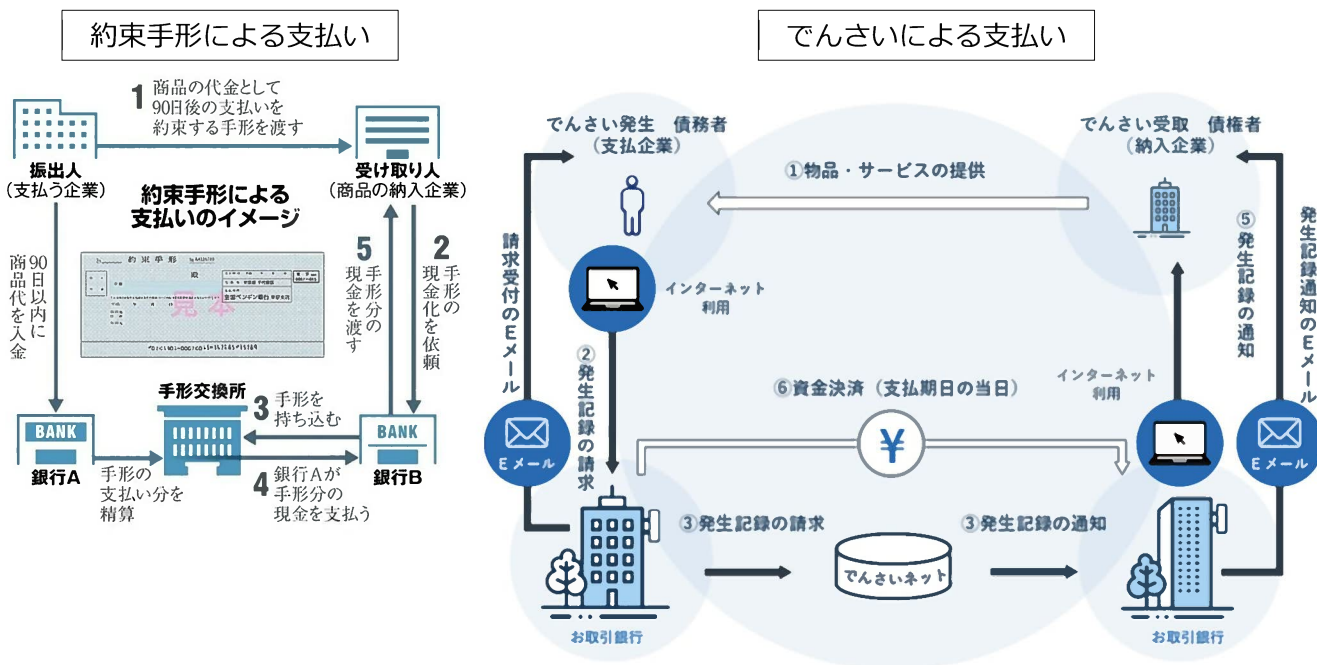 約束手形による支払い
1 商品の代金として
90日後の支払いを
約束する手形を渡す
振出人
(支払う企業)
受け取り人
(商品の納入企業)
約束手形による
支払いのイメージ
90日以内に
商品代を入金
約束手形
殿
見本
5 手形分の
現金を渡す
2 手形の
現金化を依頼
手形交換所
3 手形を
持ち込む
BANK
銀行A
BANK
銀行B
手形の
支払い分を
精算
4 銀行Aが
手形分の
現金を支払う
でんさいによる支払い
でんさい発生 債務者
(支払企業)
でんさい受取 債権者
(納入企業)
①物品・サービスの提供
請求受付のEメール
インターネット
利用
②発生記録の請求
⑤発生記録の通知
発生記録通知のEメール
⑥資金決済(支払期日の当日)
¥
インターネット
利用
Eメール
Eメール
③発生記録の請求
③発生記録の通知
でんさいネット
お取引銀行
お取引銀行